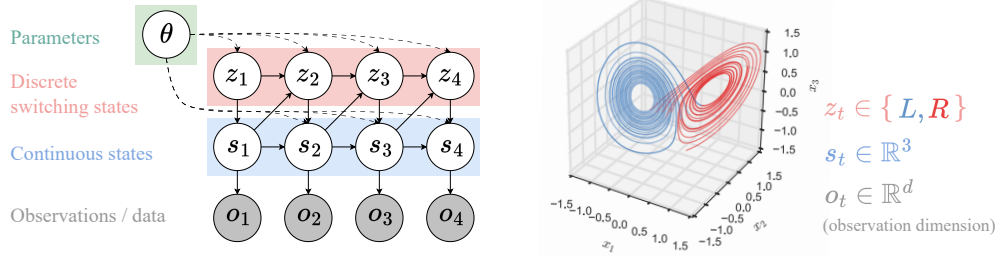 Parameters
θ
Discrete
switching states
z₁ z₂ z₃ z₄
Continuous states
s₁ s₂ s₃ s₄
Observations / data
o₁ o₂ o₃ o₄
1.5
1.0
0.5
0.0
−0.5
−1.0
−1.5
x₃
−1.5 −1.0 −0.5 0.0 0.5 1.0 1.5
x₁
−1.5 −1.0 −0.5 0.0 0.5 1.0 1.5
x₂
z_t ∈ { L, R }
s_t ∈ ℝ³
o_t ∈ ℝᵈ
(observation dimension)